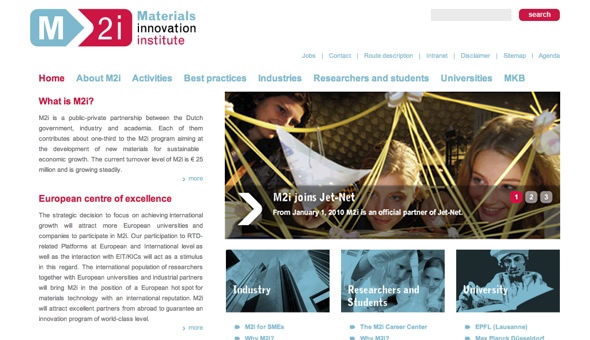 M 2i Materials
innovation
institute
search
Jobs | Contact | Route description | Intranet | Disclaimer | Sitemap | Agenda
Home About M2i Activities Best practices Industries Researchers and students Universities MKB
What is M2i?
M2i is a public-private partnership between the Dutch
government, industry and academia. Each of them
contributes about one-third to the M2i program aiming at
the development of new materials for sustainable
economic growth. The current turnover level of M2i is € 25
million and is growing steadily.
more
European centre of excellence
The strategic decision to focus on achieving international
growth will attract more European universities and
companies to participate in M2i. Our participation to RTD-
related Platforms at European and International level as
well as the interaction with EIT/KICs will act as a stimulus
in this regard. The international population of researchers
together with European universities and Industrial partners
will bring M2i in the position of a European hot spot for
materials technology with an international reputation. M2i
will attract excellent partners from abroad to guarantee an
innovation program of world-class level.
more
M2i joins Jet-Net
1 2 3
From January 1, 2010 M2i is an official partner of Jet-Net.
Industry
Researchers and
Students
University
M2i for SMEs
Why M2i?
The M2i Career Center
Why M2i?
EPFL (Lausanne)
Max Planck Düsseldorf